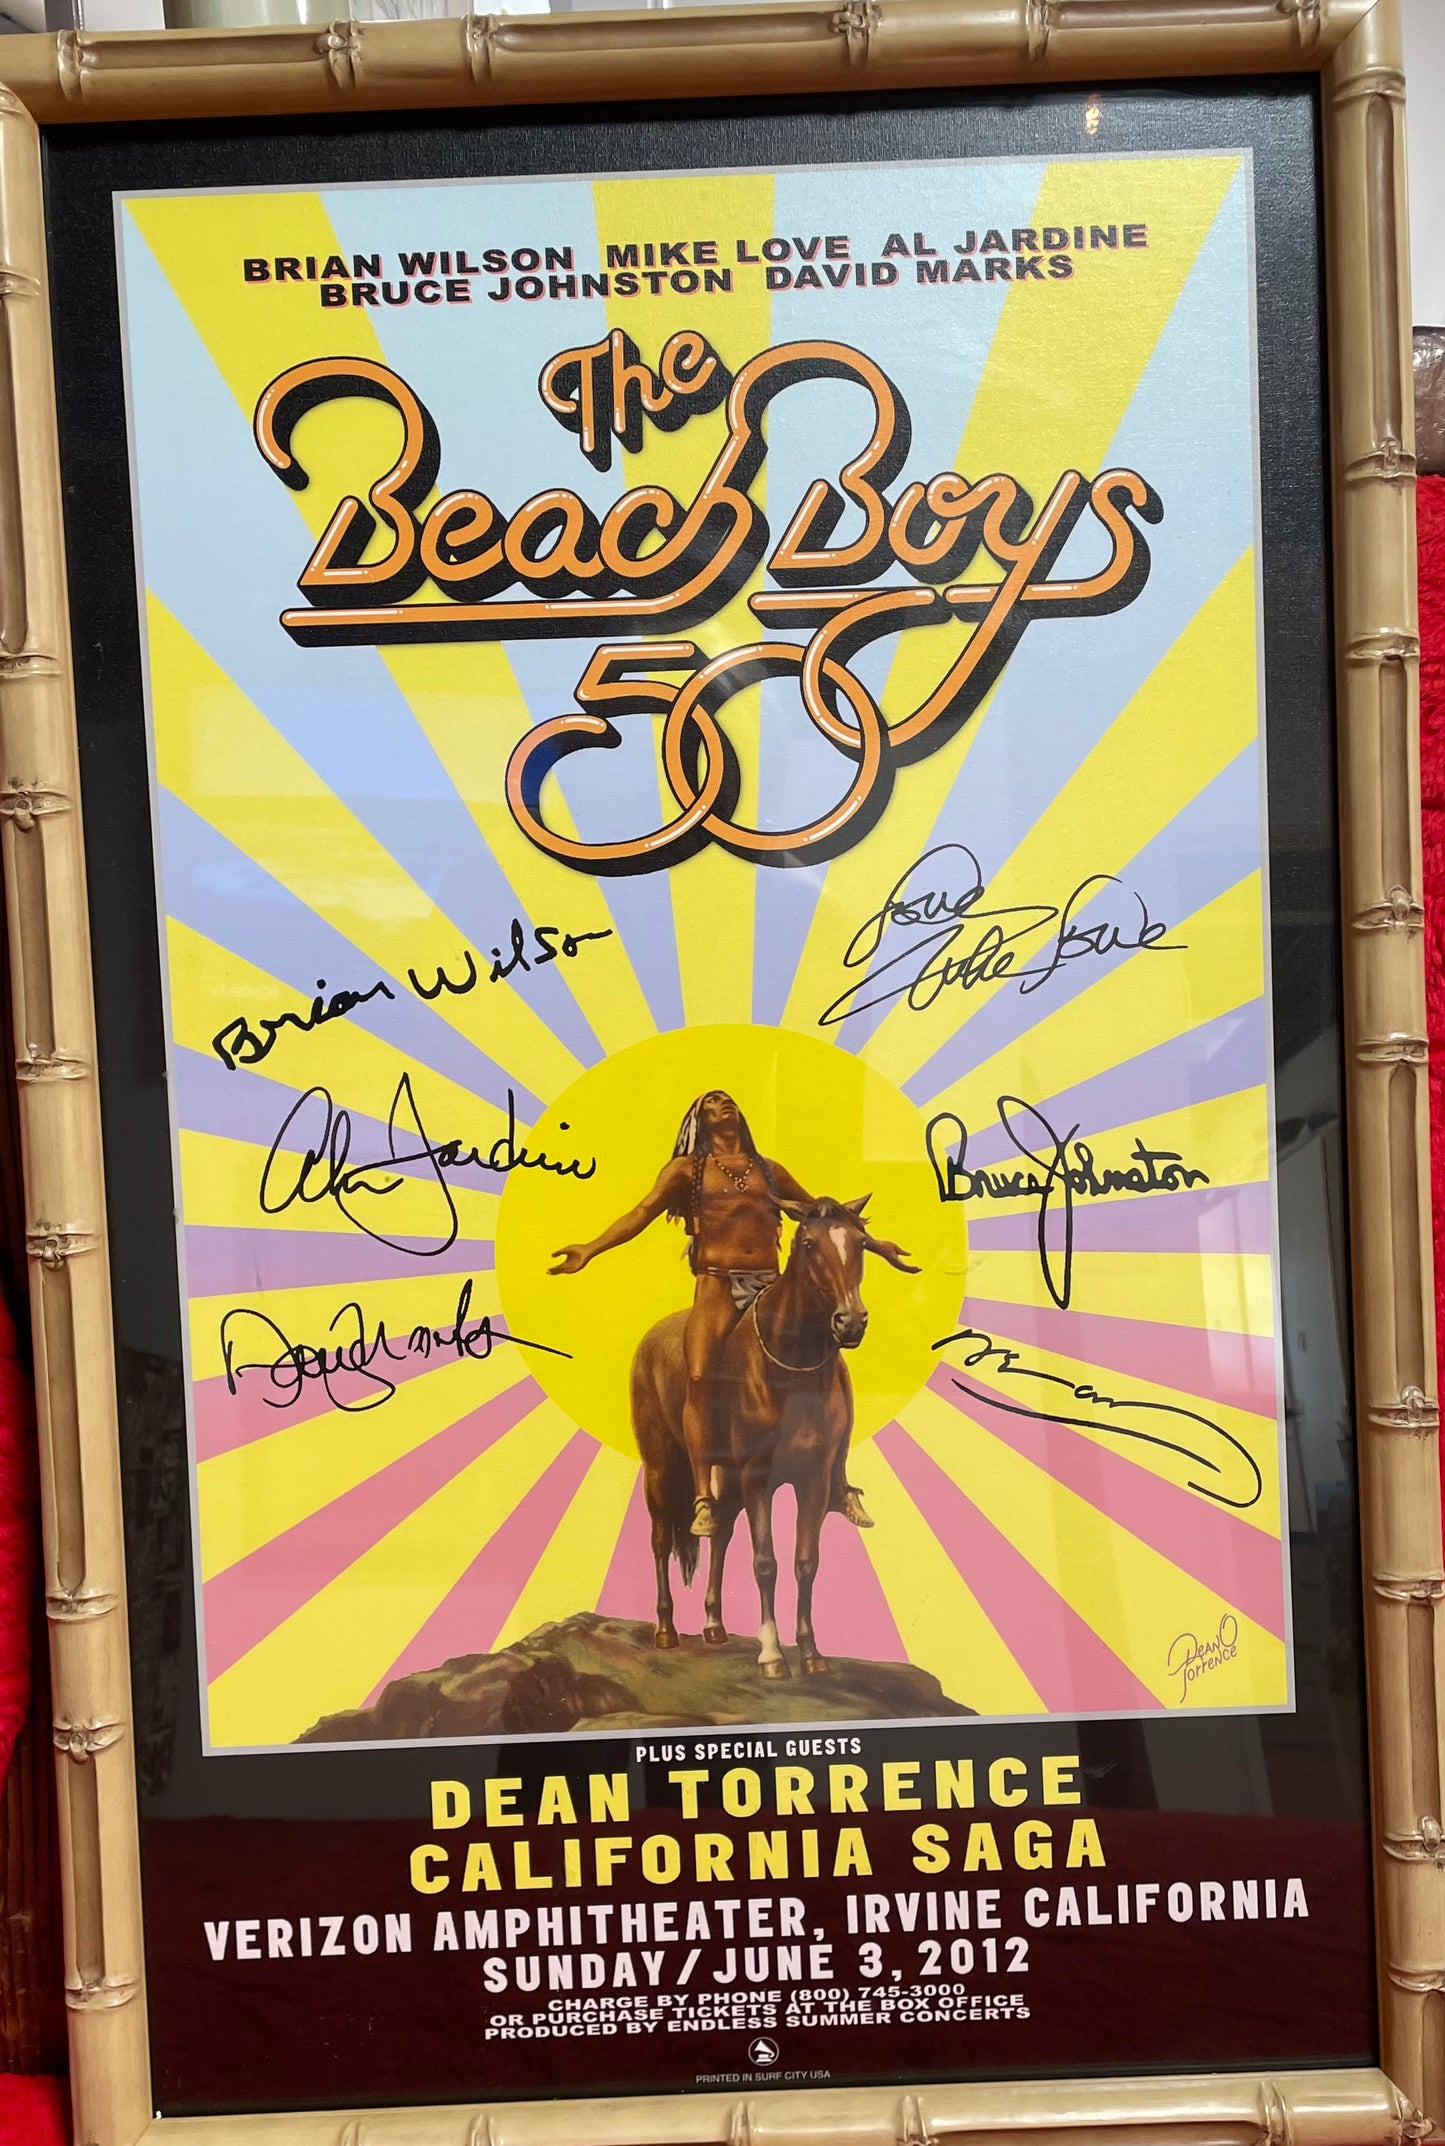 BRIAN WILSON MIKE LOVE AL JARDINE
BRUCE JOHNSTON DAVID MARKS
The
Beach Boys
50
Brian Wilson
Love
Mike Love
Alan Jardine
Bruce Johnston
David Marks
Dean O
Torrence
PLUS SPECIAL GUESTS
DEAN TORRENCE
CALIFORNIA SAGA
VERIZON AMPHITHEATER, IRVINE CALIFORNIA
SUNDAY / JUNE 3, 2012
CHARGE BY PHONE (800) 745-3000
OR PURCHASE TICKETS AT THE BOX OFFICE
PRODUCED BY ENDLESS SUMMER CONCERTS
PRINTED IN SURF CITY USA